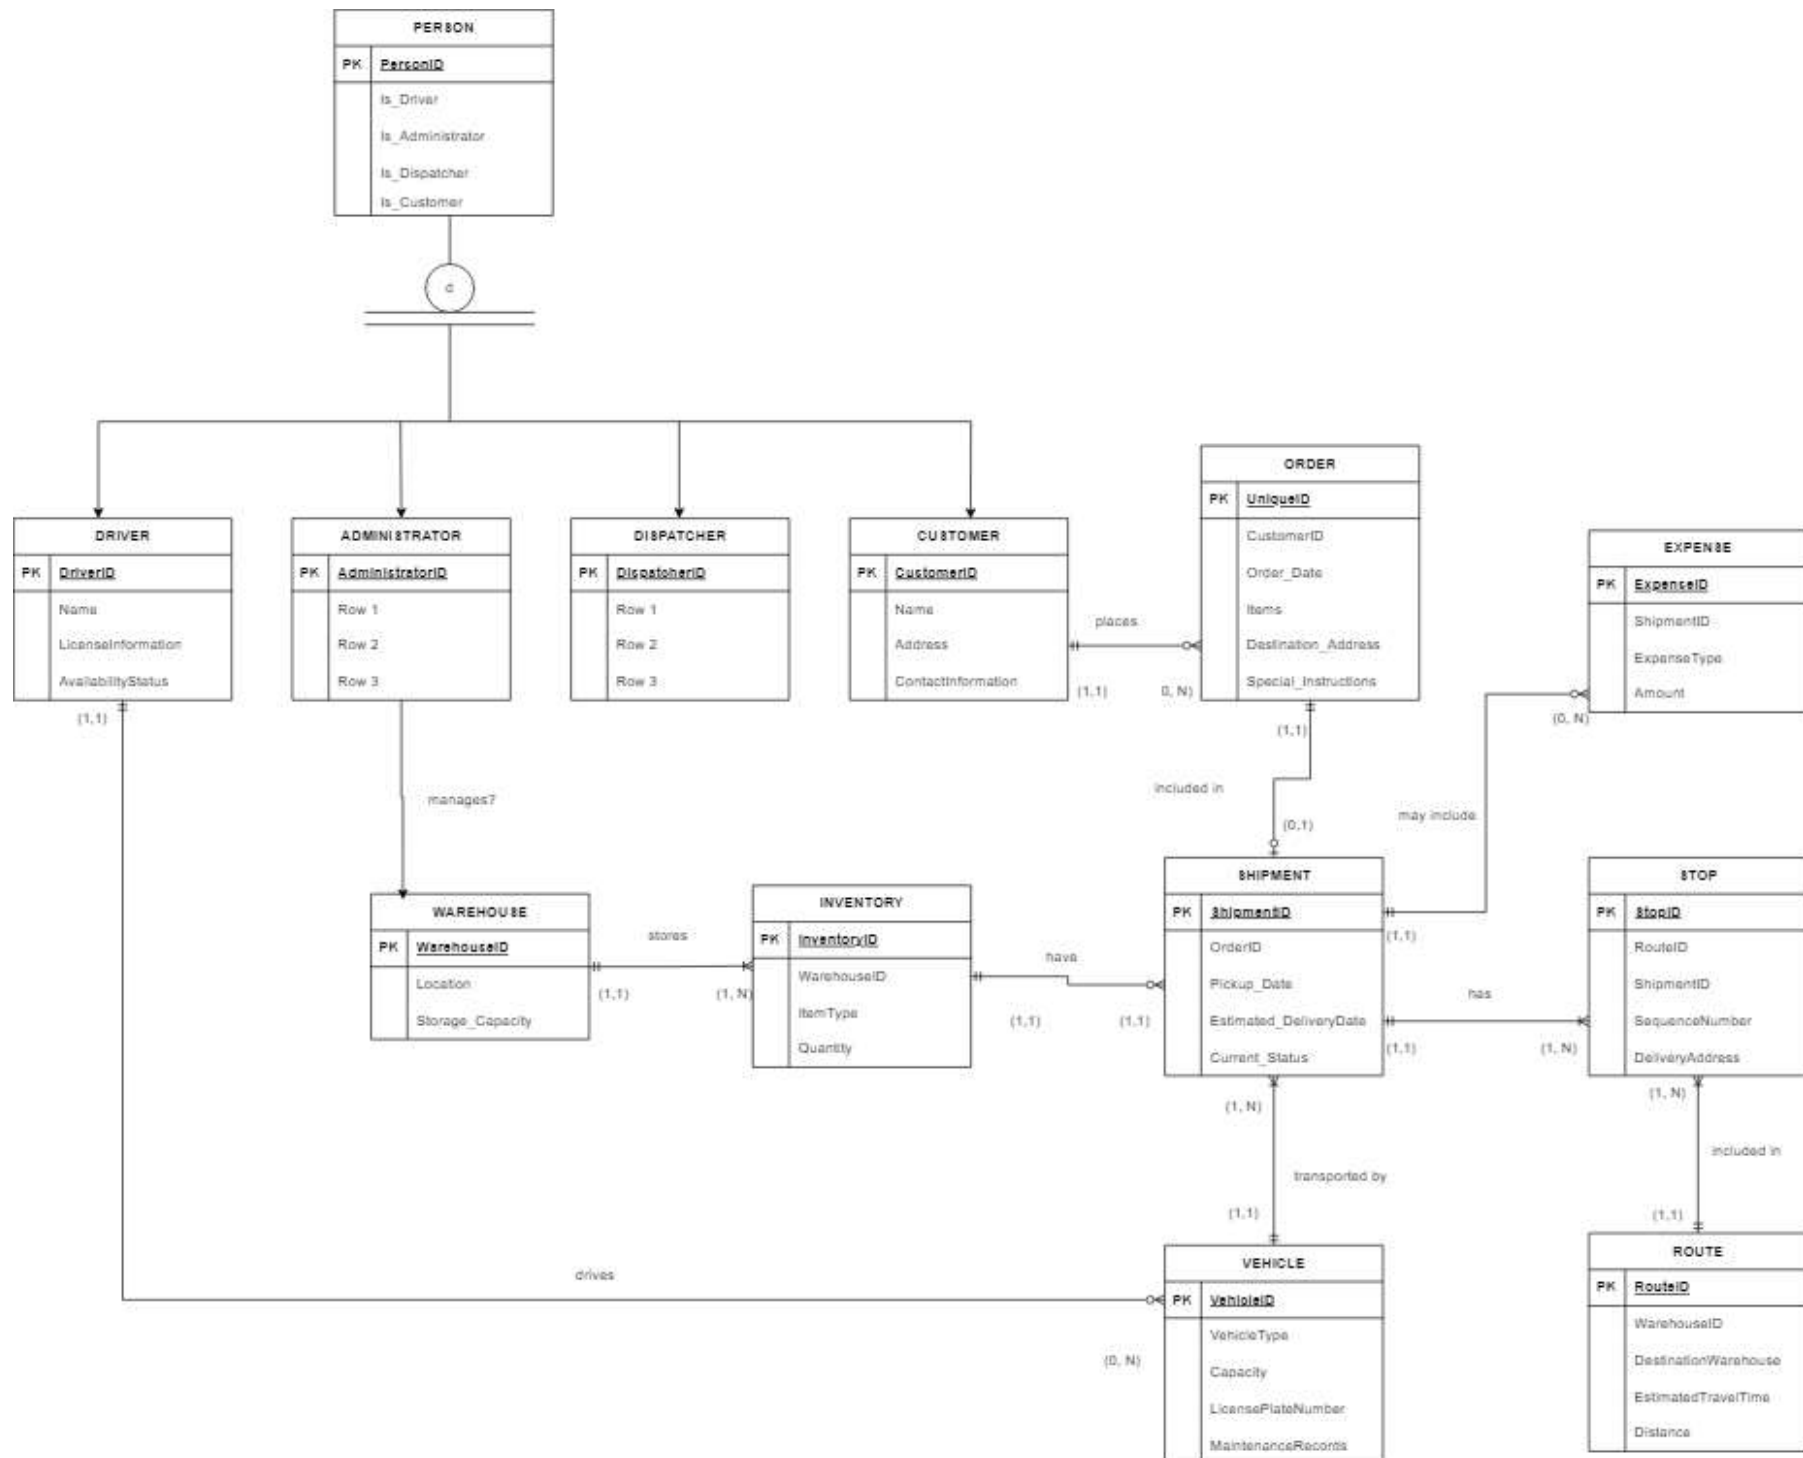 PERSON
PK PersonID
Is_Driver
Is_Administrator
Is_Dispatcher
Is_Customer
d
DRIVER
PK DriverID
Name
LicenseInformation
AvailabilityStatus
(1,1)
ADMINISTRATOR
PK AdministratorID
Row 1
Row 2
Row 3
manages?
DISPATCHER
PK DispatcherID
Row 1
Row 2
Row 3
CUSTOMER
PK CustomerID
Name
Address
ContactInformation
places
(1,1)
0, N)
ORDER
PK UniqueID
CustomerID
Order_Date
Items
Destination_Address
Special_Instructions
(1,1)
included in
(0,1)
EXPENSE
PK ExpenseID
ShipmentID
ExpenseType
Amount
(0, N)
may include
WAREHOUSE
PK WarehouseID
Location
Storage_Capacity
stores
(1,1)
(1, N)
INVENTORY
PK InventoryID
WarehouseID
ItemType
Quantity
have
(1,1)
(1,1)
SHIPMENT
PK ShipmentID
OrderID
Pickup_Date
Estimated_DeliveryDate
Current_Status
(1,1)
has
(1,1)
(1, N)
STOP
PK StopID
RouteID
ShipmentID
SequenceNumber
DeliveryAddress
(1, N)
included in
(1,1)
(1, N)
transported by
(1,1)
drives
(0, N)
VEHICLE
PK VehicleID
VehicleType
Capacity
LicensePlateNumber
MaintenanceRecords
ROUTE
PK RouteID
WarehouseID
DestinationWarehouse
EstimatedTravelTime
Distance